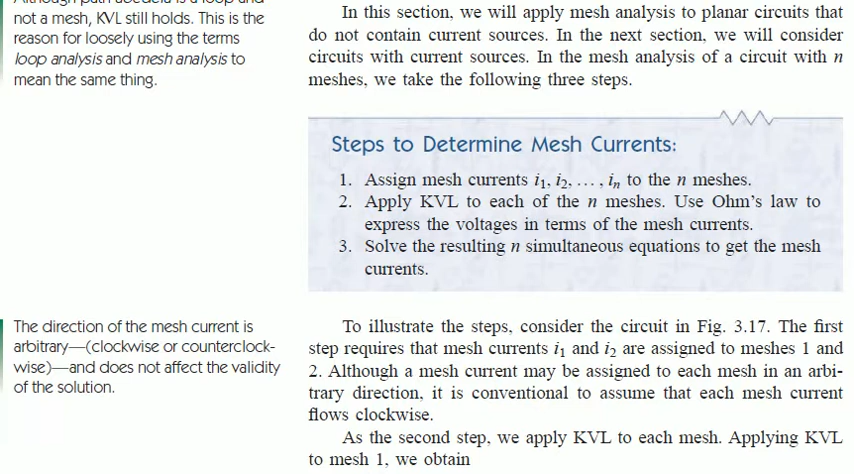 not a mesh, KVL still holds. This is the
reason for loosely using the terms
loop analysis and mesh analysis to
mean the same thing.
In this section, we will apply mesh analysis to planar circuits that
do not contain current sources. In the next section, we will consider
circuits with current sources. In the mesh analysis of a circuit with n
meshes, we take the following three steps.
Steps to Determine Mesh Currents:
1. Assign mesh currents i₁, i₂, ... , iₙ to the n meshes.
2. Apply KVL to each of the n meshes. Use Ohm's law to
express the voltages in terms of the mesh currents.
3. Solve the resulting n simultaneous equations to get the mesh
currents.
The direction of the mesh current is
arbitrary—(clockwise or counterclock-
wise)—and does not affect the validity
of the solution.
To illustrate the steps, consider the circuit in Fig. 3.17. The first
step requires that mesh currents i₁ and i₂ are assigned to meshes 1 and
2. Although a mesh current may be assigned to each mesh in an arbi-
trary direction, it is conventional to assume that each mesh current
flows clockwise.
As the second step, we apply KVL to each mesh. Applying KVL
to mesh 1, we obtain